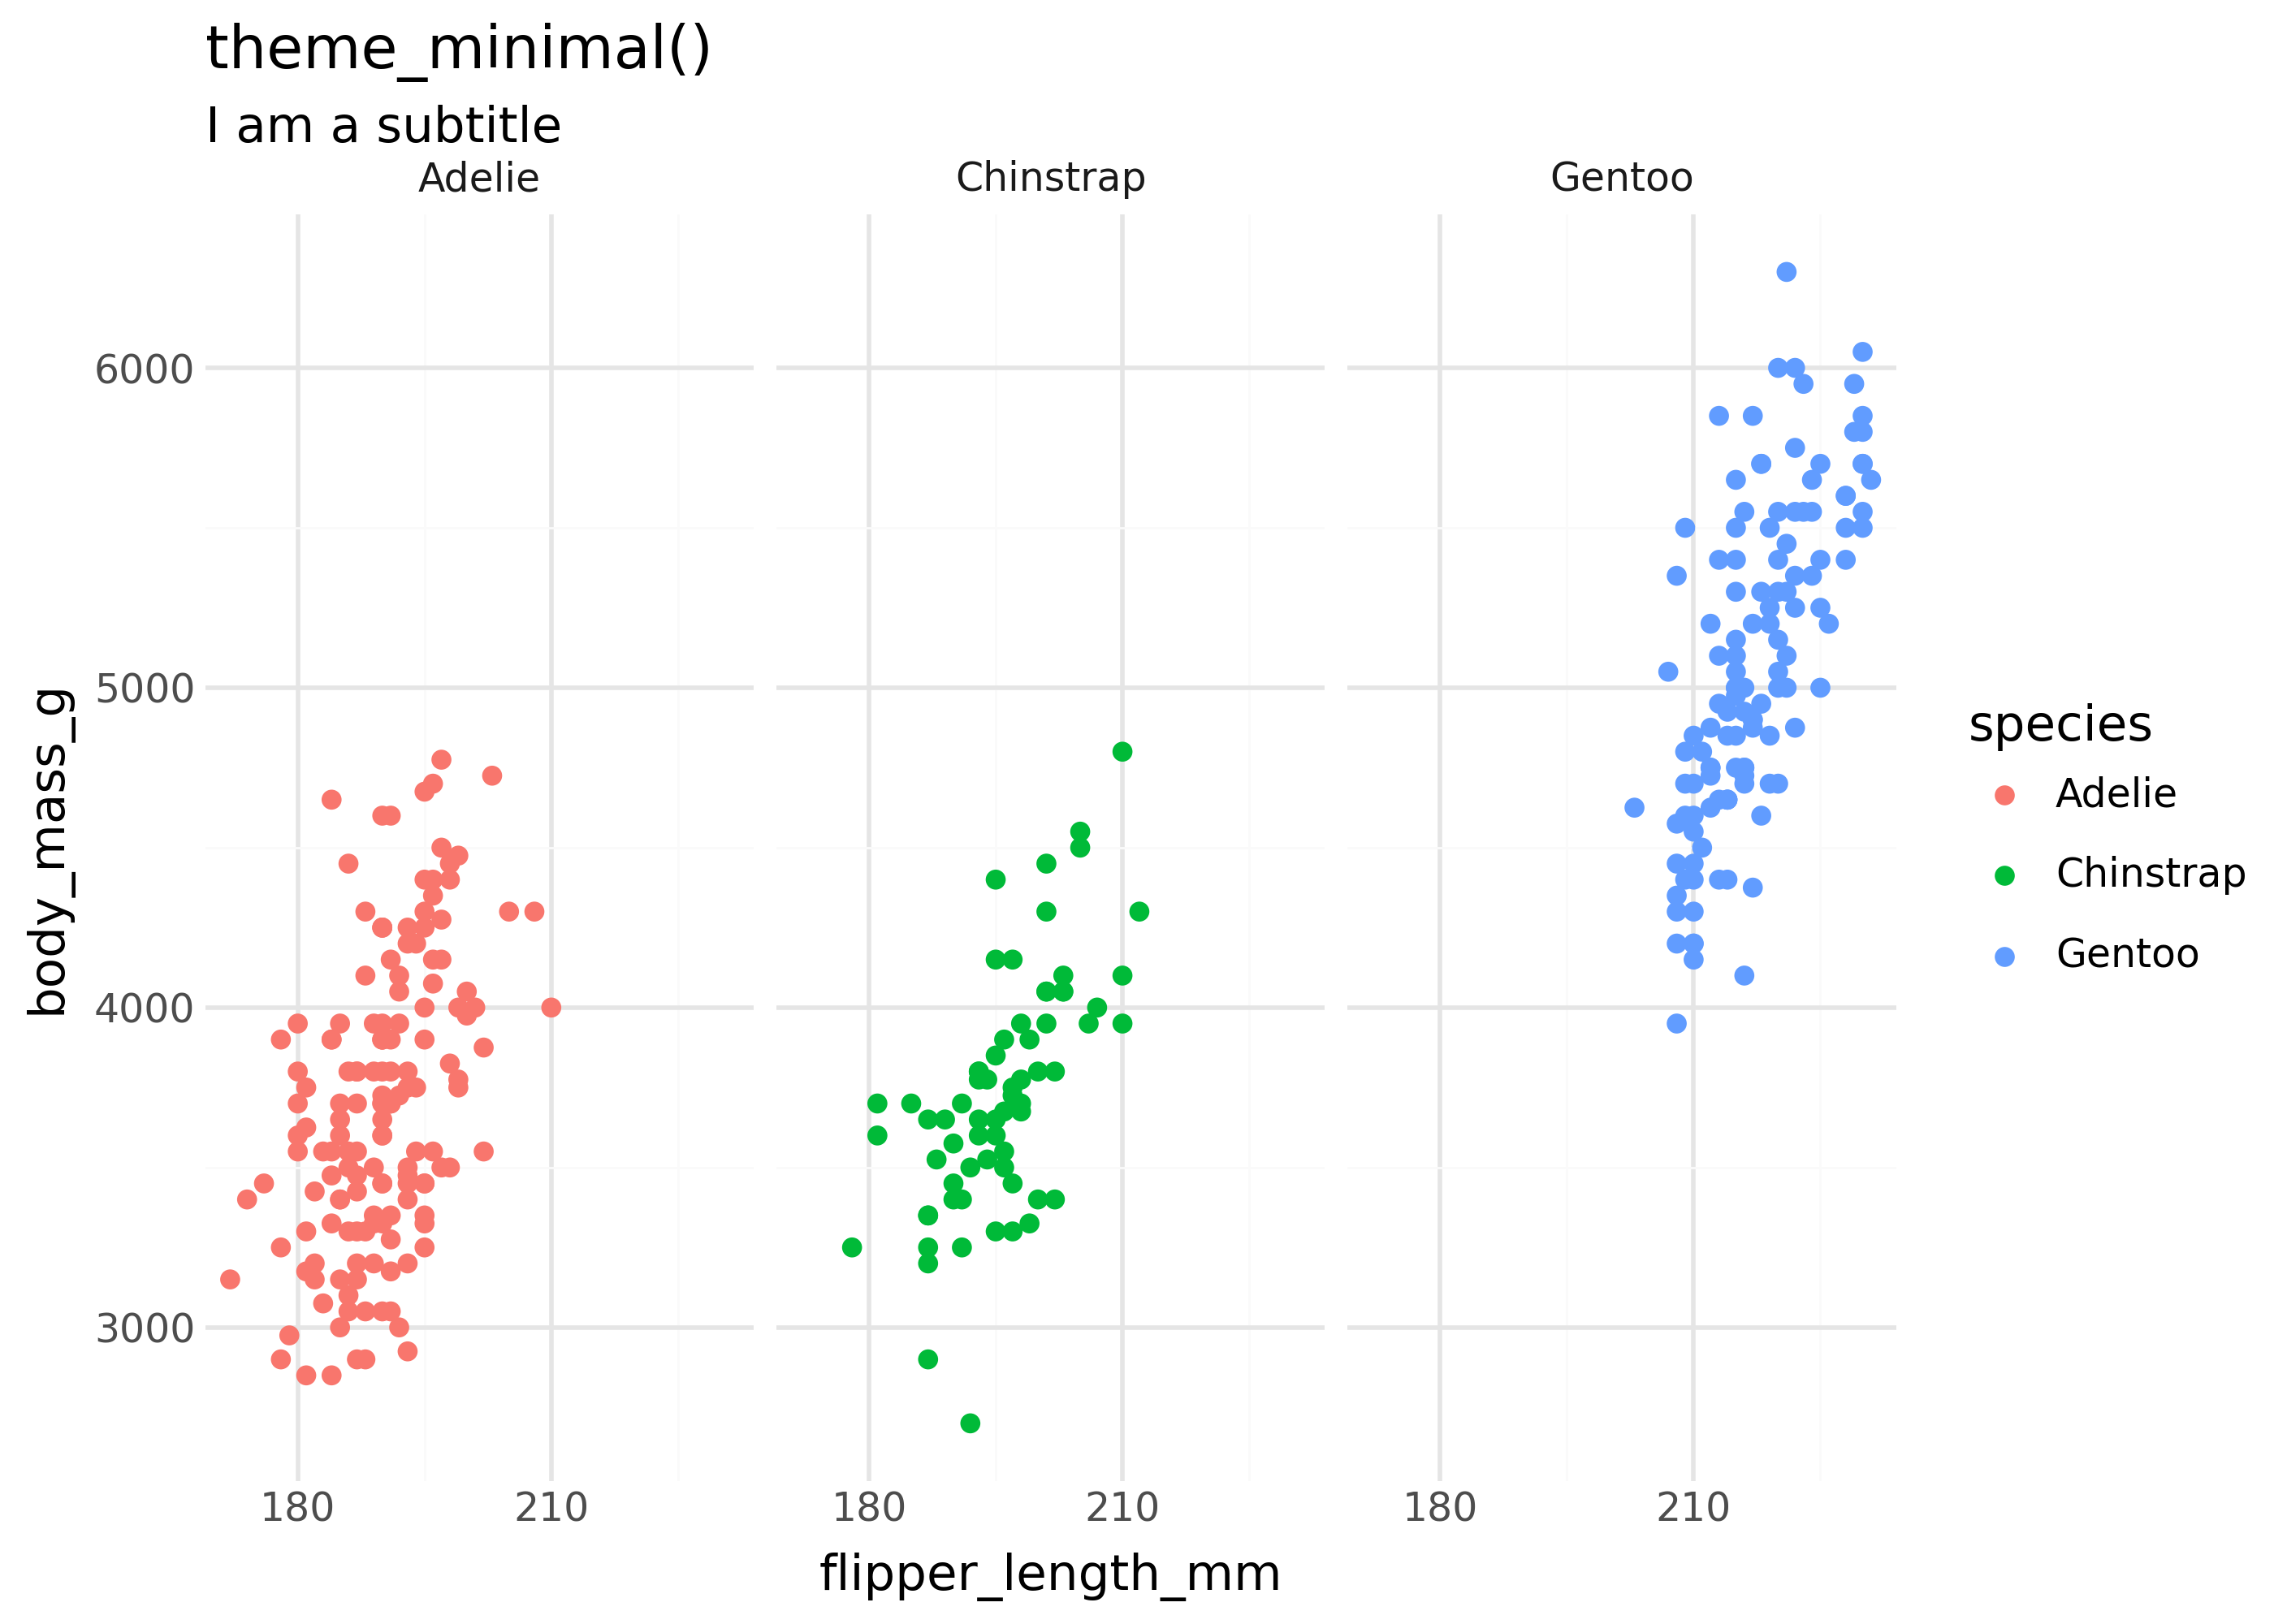 theme_minimal()
I am a subtitle
Adelie Chinstrap Gentoo
6000
5000
4000
3000
body_mass_g
180 210 180 210 180 210
flipper_length_mm
species
Adelie
Chinstrap
Gentoo